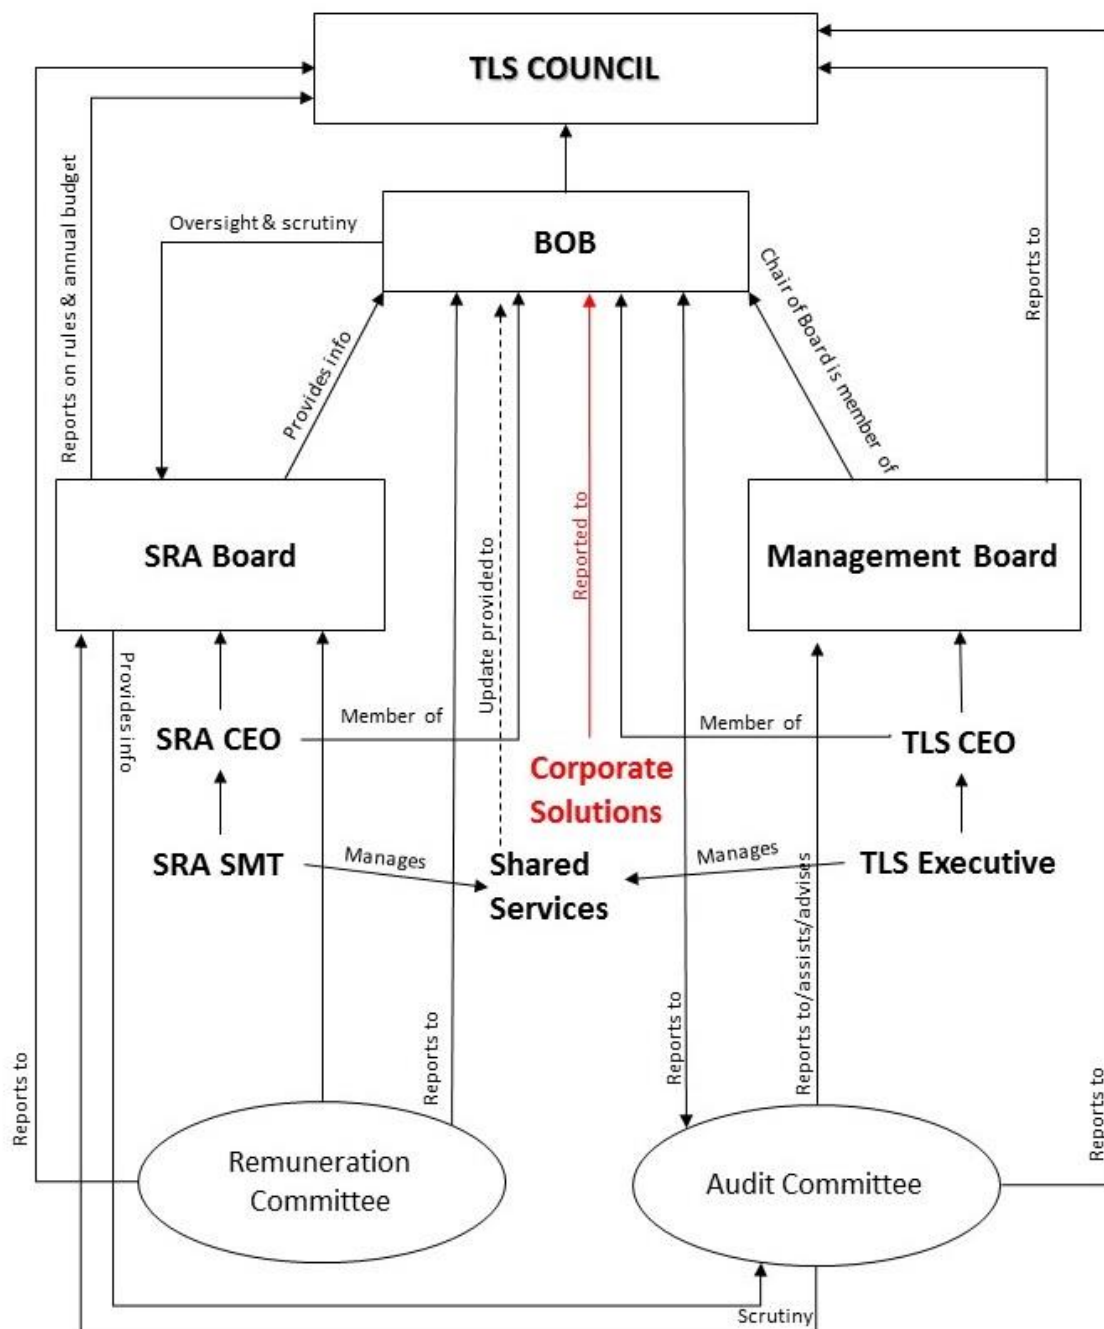 TLS COUNCIL
Reports on rules & annual budget
Oversight & scrutiny
BOB
Chair of Board is member of
Reports to
Provides info
SRA Board
Update provided to
Reported to
Management Board
Provides info
SRA CEO
Member of
Corporate
Solutions
Member of
TLS CEO
SRA SMT
Manages
Shared
Services
Manages
TLS Executive
Reports to
Reports to
Reports to
Reports to/assists/advises
Reports to
Remuneration
Committee
Audit Committee
Scrutiny